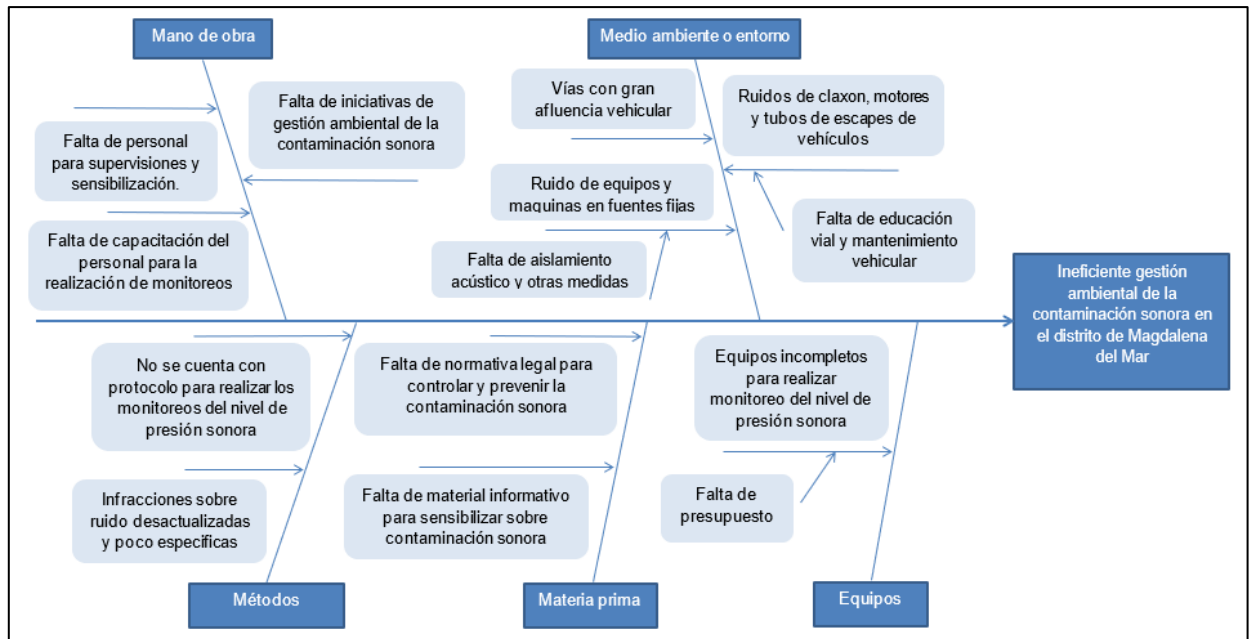 Mano de obra
Medio ambiente o entorno
Falta de iniciativas de
gestión ambiental de la
contaminación sonora
Falta de personal
para supervisiones y
sensibilización.
Falta de capacitación del
personal para la
realización de monitoreos
Vías con gran
afluencia vehicular
Ruidos de claxon, motores
y tubos de escapes de
vehículos
Ruido de equipos y
maquinas en fuentes fijas
Falta de educación
vial y mantenimiento
vehicular
Falta de aislamiento
acústico y otras medidas
Ineficiente gestión
ambiental de la
contaminación sonora en
el distrito de Magdalena
del Mar
No se cuenta con
protocolo para realizar los
monitoreos del nivel de
presión sonora
Infracciones sobre
ruido desactualizadas
y poco específicas
Falta de normativa legal para
controlar y prevenir la
contaminación sonora
Falta de material informativo
para sensibilizar sobre
contaminación sonora
Equipos incompletos
para realizar
monitoreo del nivel de
presión sonora
Falta de
presupuesto
Métodos
Materia prima
Equipos